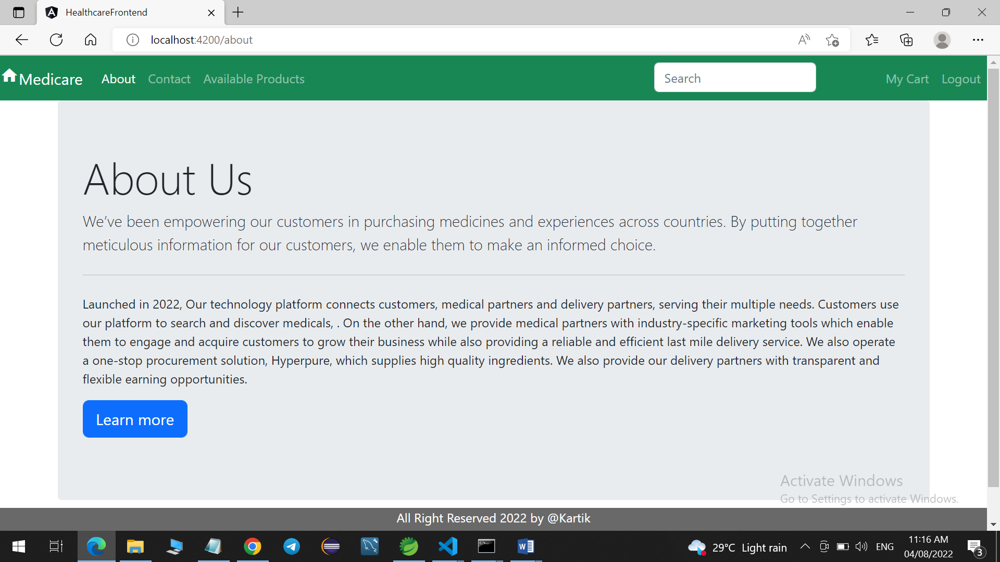 HealthcareFrontend
localhost:4200/about
Medicare About Contact Available Products Search My Cart Logout
About Us
We’ve been empowering our customers in purchasing medicines and experiences across countries. By putting together
meticulous information for our customers, we enable them to make an informed choice.
Launched in 2022, Our technology platform connects customers, medical partners and delivery partners, serving their multiple needs. Customers use
our platform to search and discover medicals, . On the other hand, we provide medical partners with industry-specific marketing tools which enable
them to engage and acquire customers to grow their business while also providing a reliable and efficient last mile delivery service. We also operate
a one-stop procurement solution, Hyperpure, which supplies high quality ingredients. We also provide our delivery partners with transparent and
flexible earning opportunities.
Learn more
Activate Windows
Go to Settings to activate Windows.
All Right Reserved 2022 by @Kartik
29°C Light rain ENG 11:16 AM
04/08/2022
3